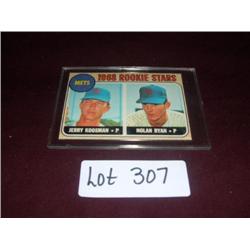 METS
1968 ROOKIE STARS
JERRY KOOSMAN • P
NOLAN RYAN • P
Lot 307